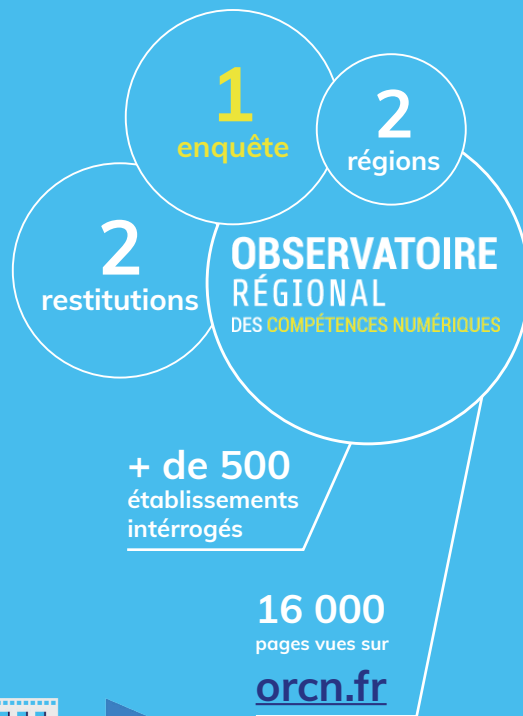 1
enquête
2
régions
2
restitutions
OBSERVATOIRE
RÉGIONAL
DES COMPÉTENCES NUMÉRIQUES
+ de 500
établissements
intérrogés
16 000
pages vues sur
orcn.fr